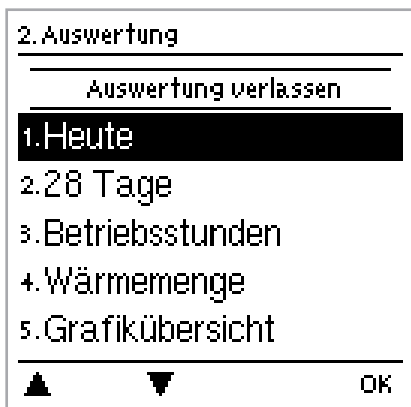 2. Auswertung
Auswertung verlassen
1. Heute
2. 28 Tage
3. Betriebsstunden
4. Wärmemenge
5. Grafikübersicht
OK